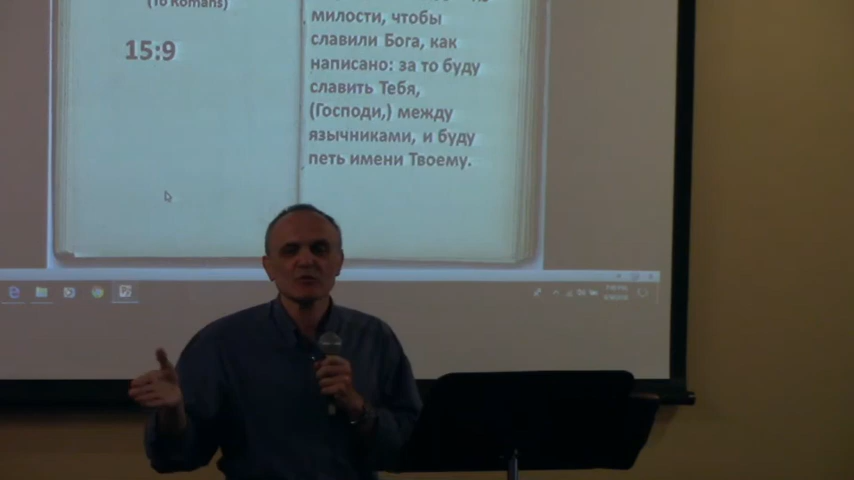 (To Romans)
15:9
милости, чтобы
славили Бога, как
написано: за то буду
славить Тебя,
(Господи,) между
язычниками, и буду
петь имени Твоему.